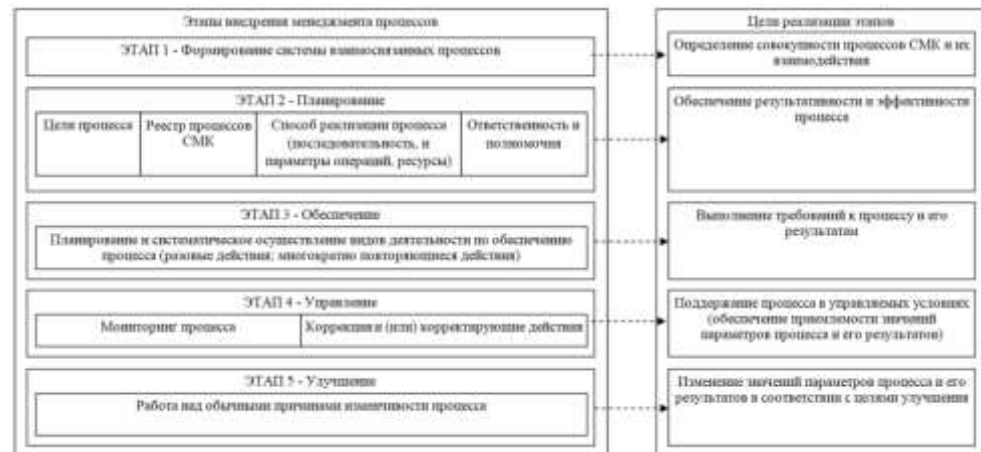 Этапы внедрения менеджмента процессов
ЭТАП 1 - Формирование системы взаимосвязанных процессов
ЭТАП 2 - Планирование
Цели процесса
Реестр процессов
СМК
Способ реализации процесса
(последовательность, и
параметры операций, ресурсы)
Ответственность и
полномочия
ЭТАП 3 - Обеспечение
Планирование и систематическое осуществление видов деятельности по обеспечению
процесса (разовые действия; многократно повторяющиеся действия)
ЭТАП 4 - Управление
Мониторинг процесса
Коррекция и (или) корректирующие действия
ЭТАП 5 - Улучшение
Работа над обычными причинами изменчивости процесса
Цели реализации этапов
Определение совокупности процессов СМК и их
взаимодействия
Обеспечение результативности и эффективности
процесса
Выполнение требований к процессу и его
результатам
Поддержание процесса в управляемых условиях
(обеспечение приемлемости значений
параметров процесса и его результатов)
Изменение значений параметров процесса и его
результатов в соответствии с целями улучшения